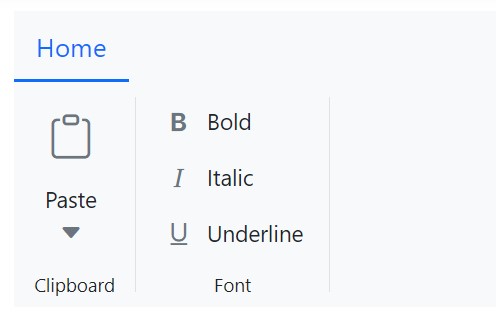 Home
Paste
Clipboard
B Bold
I Italic
U Underline
Font